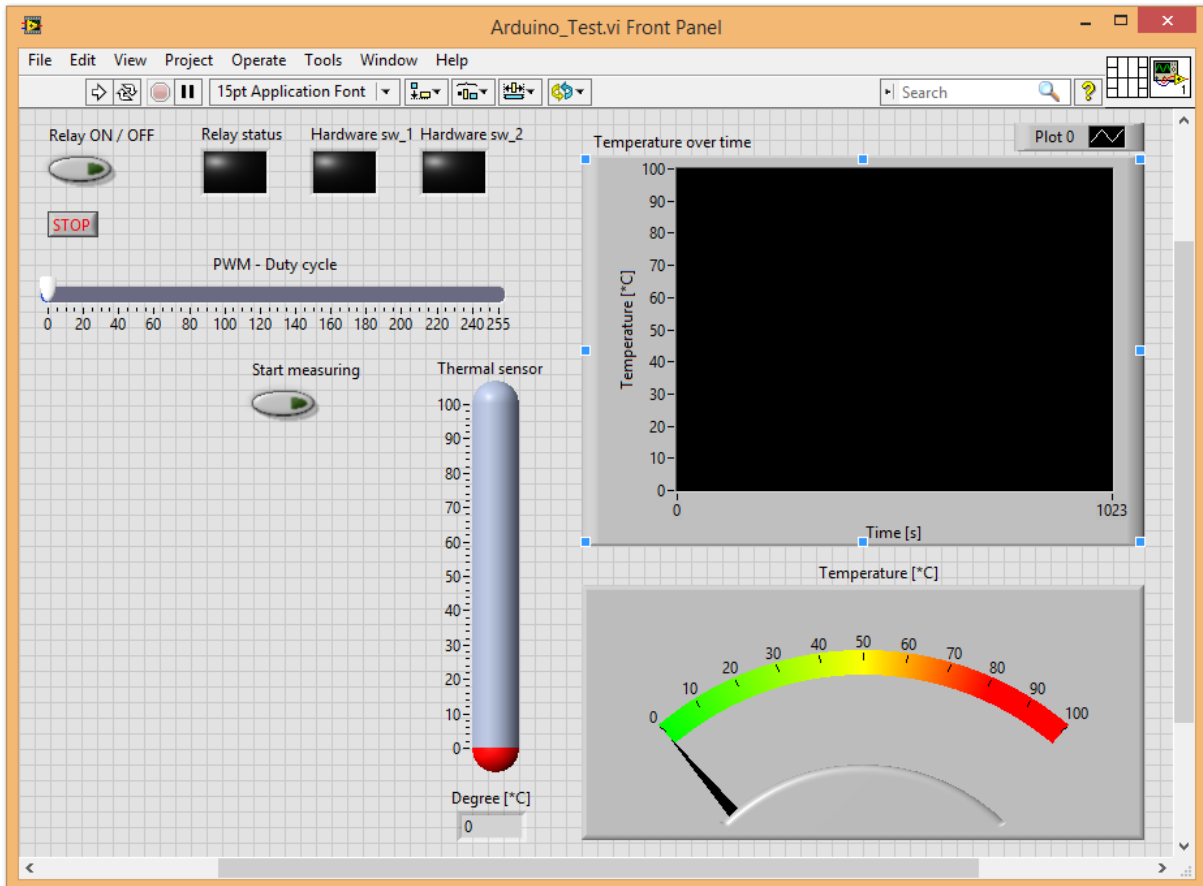 Arduino_Test.vi Front Panel
File Edit View Project Operate Tools Window Help
15pt Application Font
Search
?
1
Relay ON / OFF
Relay status
Hardware sw_1
Hardware sw_2
STOP
PWM - Duty cycle
0 20 40 60 80 100 120 140 160 180 200 220 240 255
Start measuring
Thermal sensor
100
90
80
70
60
50
40
30
20
10
0
Degree [*C]
0
Temperature over time
Plot 0
Temperature [*C]
100
90
80
70
60
50
40
30
20
10
0
0 1023
Time [s]
Temperature [*C]
0 10 20 30 40 50 60 70 80 90 100